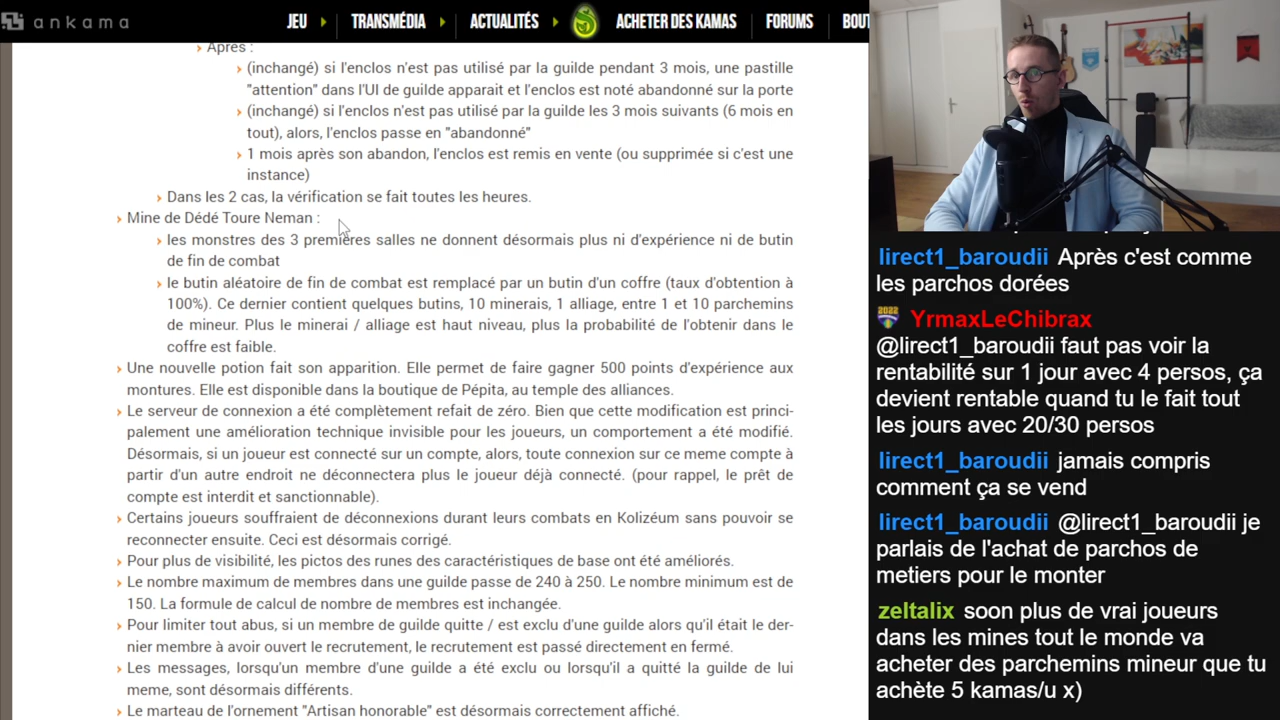 ankama
JEU
TRANSMÉDIA
ACTUALITÉS
ACHETER DES KAMAS
FORUMS
BOUT
Après :
(inchangé) si l'enclos n'est pas utilisé par la guilde pendant 3 mois, une pastille
"attention" dans l'UI de guilde apparait et l'enclos est noté abandonné sur la porte
(inchangé) si l'enclos n'est pas utilisé par la guilde les 3 mois suivants (6 mois en
tout), alors, l'enclos passe en "abandonné"
1 mois après son abandon, l'enclos est remis en vente (ou supprimée si c'est une
instance)
Dans les 2 cas, la vérification se fait toutes les heures.
Mine de Dédé Toure Neman :
les monstres des 3 premières salles ne donnent désormais plus ni d'expérience ni de butin
de fin de combat
le butin aléatoire de fin de combat est remplacé par un butin d'un coffre (taux d'obtention à
100%). Ce dernier contient quelques butins, 10 minerais, 1 alliage, entre 1 et 10 parchemins
de mineur. Plus le minerai / alliage est haut niveau, plus la probabilité de l'obtenir dans le
coffre est faible.
Une nouvelle potion fait son apparition. Elle permet de faire gagner 500 points d'expérience aux
montures. Elle est disponible dans la boutique de Pépita, au temple des alliances.
Le serveur de connexion a été complètement refait de zéro. Bien que cette modification est princi-
palement une amélioration technique invisible pour les joueurs, un comportement a été modifié.
Désormais, si un joueur est connecté sur un compte, alors, toute connexion sur ce meme compte à
partir d'un autre endroit ne déconnectera plus le joueur déjà connecté. (pour rappel, le prêt de
compte est interdit et sanctionnable).
Certains joueurs souffraient de déconnexions durant leurs combats en Kolizéum sans pouvoir se
reconnecter ensuite. Ceci est désormais corrigé.
Pour plus de visibilité, les pictos des runes des caractéristiques de base ont été améliorés.
Le nombre maximum de membres dans une guilde passe de 240 à 250. Le nombre minimum est de
150. La formule de calcul de nombre de membres est inchangée.
Pour limiter tout abus, si un membre de guilde quitte / est exclu d'une guilde alors qu'il était le der-
nier membre à avoir ouvert le recrutement, le recrutement est passé directement en fermé.
Les messages, lorsqu'un membre d'une guilde a été exclu ou lorsqu'il a quitté la guilde de lui
meme, sont désormais différents.
Le marteau de l'ornement "Artisan honorable" est désormais correctement affiché.
lirect1_baroudii Après c'est comme
les parchos dorées
2022 YrmaxLeChibrax
@lirect1_baroudii faut pas voir la
rentabilité sur 1 jour avec 4 persos, ça
devient rentable quand tu le fait tout
les jours avec 20/30 persos
lirect1_baroudii jamais compris
comment ça se vend
lirect1_baroudii @lirect1_baroudii je
parlais de l'achat de parchos de
metiers pour le monter
zeltalix soon plus de vrai joueurs
dans les mines tout le monde va
acheter des parchemins mineur que tu
achète 5 kamas/u x)